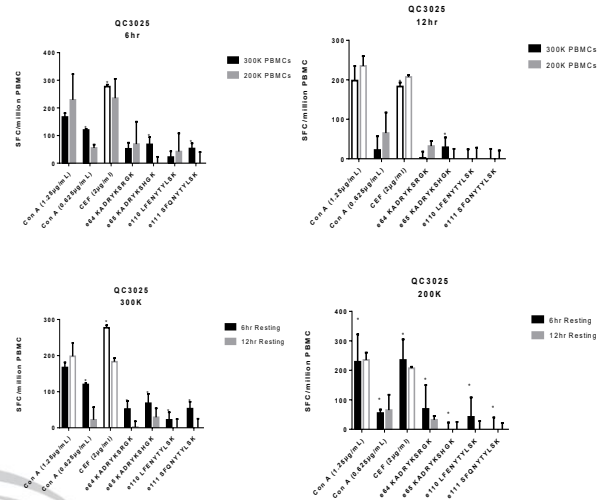 QC3025
6hr
SFC/million PBMC
400
300
200
100
0
300K PBMCs
200K PBMCs
Con A (1.25µg/mL)
Con A (0.625µg/mL)
CEF (2µg/ml)
e64 KADRYKSRGK
e65 KADRYKSHGK
e110 LFENYTYLSK
e111 SFQNYTYLSK
QC3025
12hr
SFC/million PBMC
300
200
100
0
300K PBMCs
200K PBMCs
Con A (1.25µg/mL)
Con A (0.625µg/mL)
CEF (2µg/ml)
e64 KADRYKSRGK
e65 KADRYKSHGK
e110 LFENYTYLSK
e111 SFQNYTYLSK
QC3025
300K
SFC/million PBMC
300
200
100
0
6hr Resting
12hr Resting
Con A (1.25µg/mL)
Con A (0.625µg/mL)
CEF (2µg/ml)
e64 KADRYKSRGK
e65 KADRYKSHGK
e110 LFENYTYLSK
e111 SFQNYTYLSK
QC3025
200K
SFC/million PBMC
400
300
200
100
0
6hr Resting
12hr Resting
Con A (1.25µg/mL)
Con A (0.625µg/mL)
CEF (2µg/ml)
e64 KADRYKSRGK
e65 KADRYKSHGK
e110 LFENYTYLSK
e111 SFQNYTYLSK